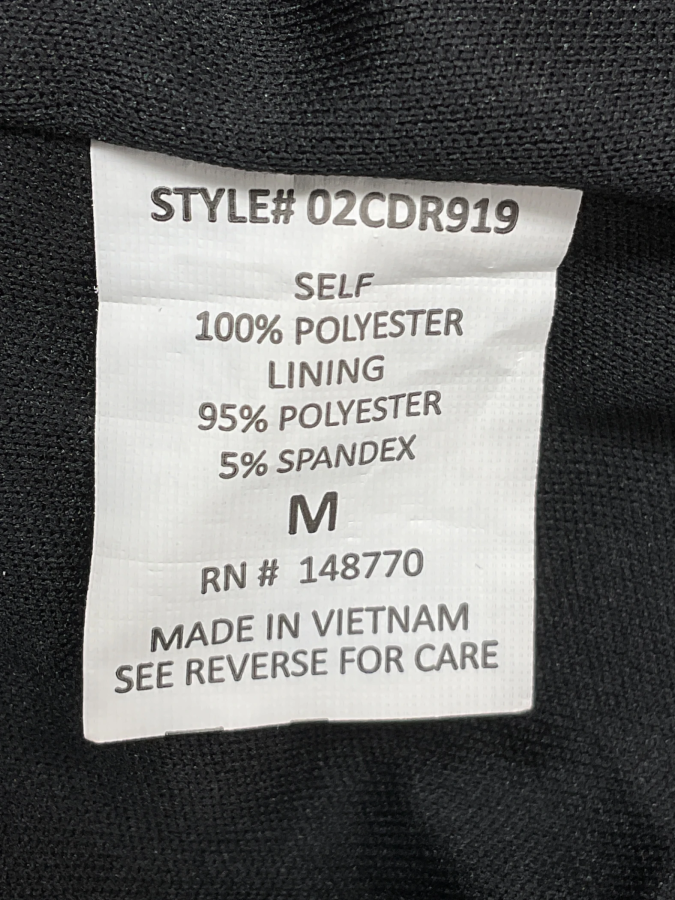 STYLE# 02CDR919
SELF
100% POLYESTER
LINING
95% POLYESTER
5% SPANDEX
M
RN # 148770
MADE IN VIETNAM
SEE REVERSE FOR CARE